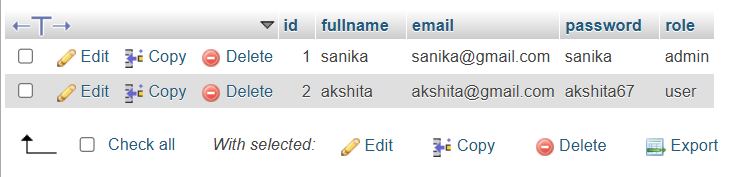 id fullname email password role
Edit Copy Delete 1 sanika sanika@gmail.com sanika admin
Edit Copy Delete 2 akshita akshita@gmail.com akshita67 user
Check all With selected: Edit Copy Delete Export